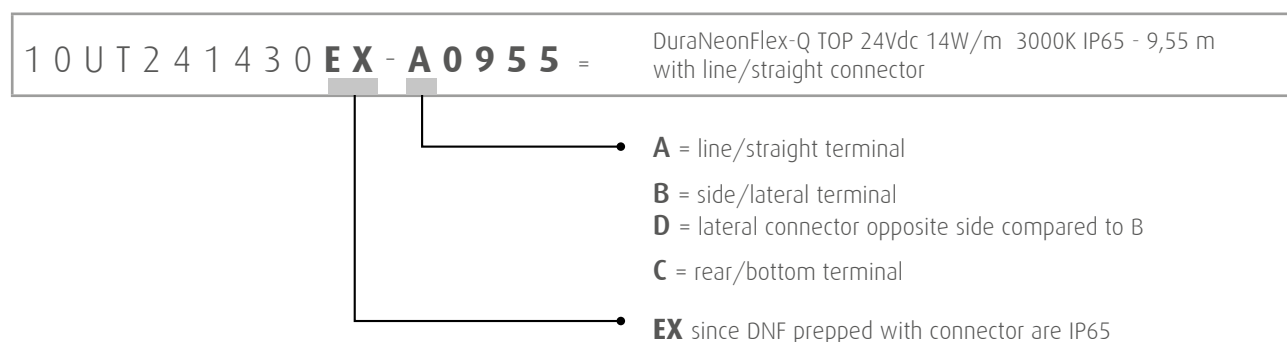 10UT241430EX-A0955 =
DuraNeonFlex-Q TOP 24Vdc 14W/m 3000K IP65 - 9,55 m
with line/straight connector
A = line/straight terminal
B = side/lateral terminal
D = lateral connector opposite side compared to B
C = rear/bottom terminal
EX since DNF prepped with connector are IP65